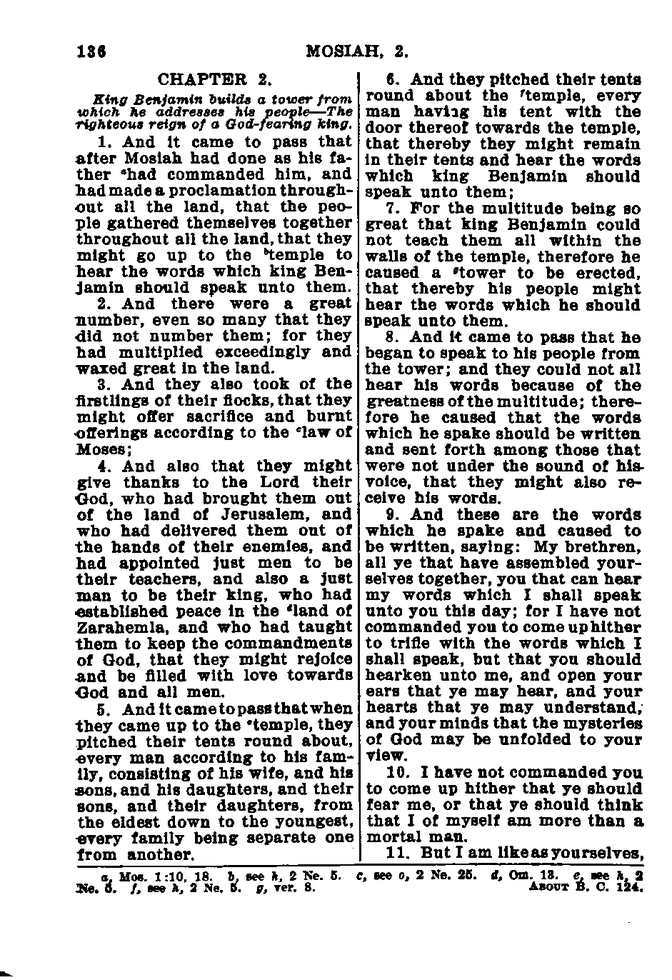 136 MOSIAH, 2.
CHAPTER 2.
King Benjamin builds a tower from
which he addresses his people—The
righteous reign of a God-fearing king.
1. And it came to pass that
after Mosiah had done as his fa-
ther ᵃhad commanded him, and
had made a proclamation through-
out all the land, that the peo-
ple gathered themselves together
throughout all the land, that they
might go up to the ᵇtemple to
hear the words which king Ben-
jamin should speak unto them.
2. And there were a great
number, even so many that they
did not number them; for they
had multiplied exceedingly and
waxed great in the land.
3. And they also took of the
firstlings of their flocks, that they
might offer sacrifice and burnt
offerings according to the ᶜlaw of
Moses;
4. And also that they might
give thanks to the Lord their
God, who had brought them out
of the land of Jerusalem, and
who had delivered them out of
the hands of their enemies, and
had appointed just men to be
their teachers, and also a just
man to be their king, who had
established peace in the ᵈland of
Zarahemla, and who had taught
them to keep the commandments
of God, that they might rejoice
and be filled with love towards
God and all men.
5. And it came to pass that when
they came up to the ᵉtemple, they
pitched their tents round about,
every man according to his fam-
ily, consisting of his wife, and his
sons, and his daughters, and their
sons, and their daughters, from
the eldest down to the youngest,
every family being separate one
from another.
6. And they pitched their tents
round about the ᶠtemple, every
man having his tent with the
door thereof towards the temple,
that thereby they might remain
in their tents and hear the words
which king Benjamin should
speak unto them;
7. For the multitude being so
great that king Benjamin could
not teach them all within the
walls of the temple, therefore he
caused a ᵍtower to be erected,
that thereby his people might
hear the words which he should
speak unto them.
8. And it came to pass that he
began to speak to his people from
the tower; and they could not all
hear his words because of the
greatness of the multitude; there-
fore he caused that the words
which he spake should be written
and sent forth among those that
were not under the sound of his
voice, that they might also re-
ceive his words.
9. And these are the words
which he spake and caused to
be written, saying: My brethren,
all ye that have assembled your-
selves together, you that can hear
my words which I shall speak
unto you this day; for I have not
commanded you to come up hither
to trifle with the words which I
shall speak, but that you should
hearken unto me, and open your
ears that ye may hear, and your
hearts that ye may understand,
and your minds that the mysteries
of God may be unfolded to your
view.
10. I have not commanded you
to come up hither that ye should
fear me, or that ye should think
that I of myself am more than a
mortal man.
11. But I am like as yourselves,
a, Mos. 1:10, 18. b, see h, 2 Ne. 5. c, see o, 2 Ne. 25. d, Om. 13. e, see h, 2
Ne. 5. f, see h, 2 Ne. 5. g, ver. 8. ABOUT B. C. 124.